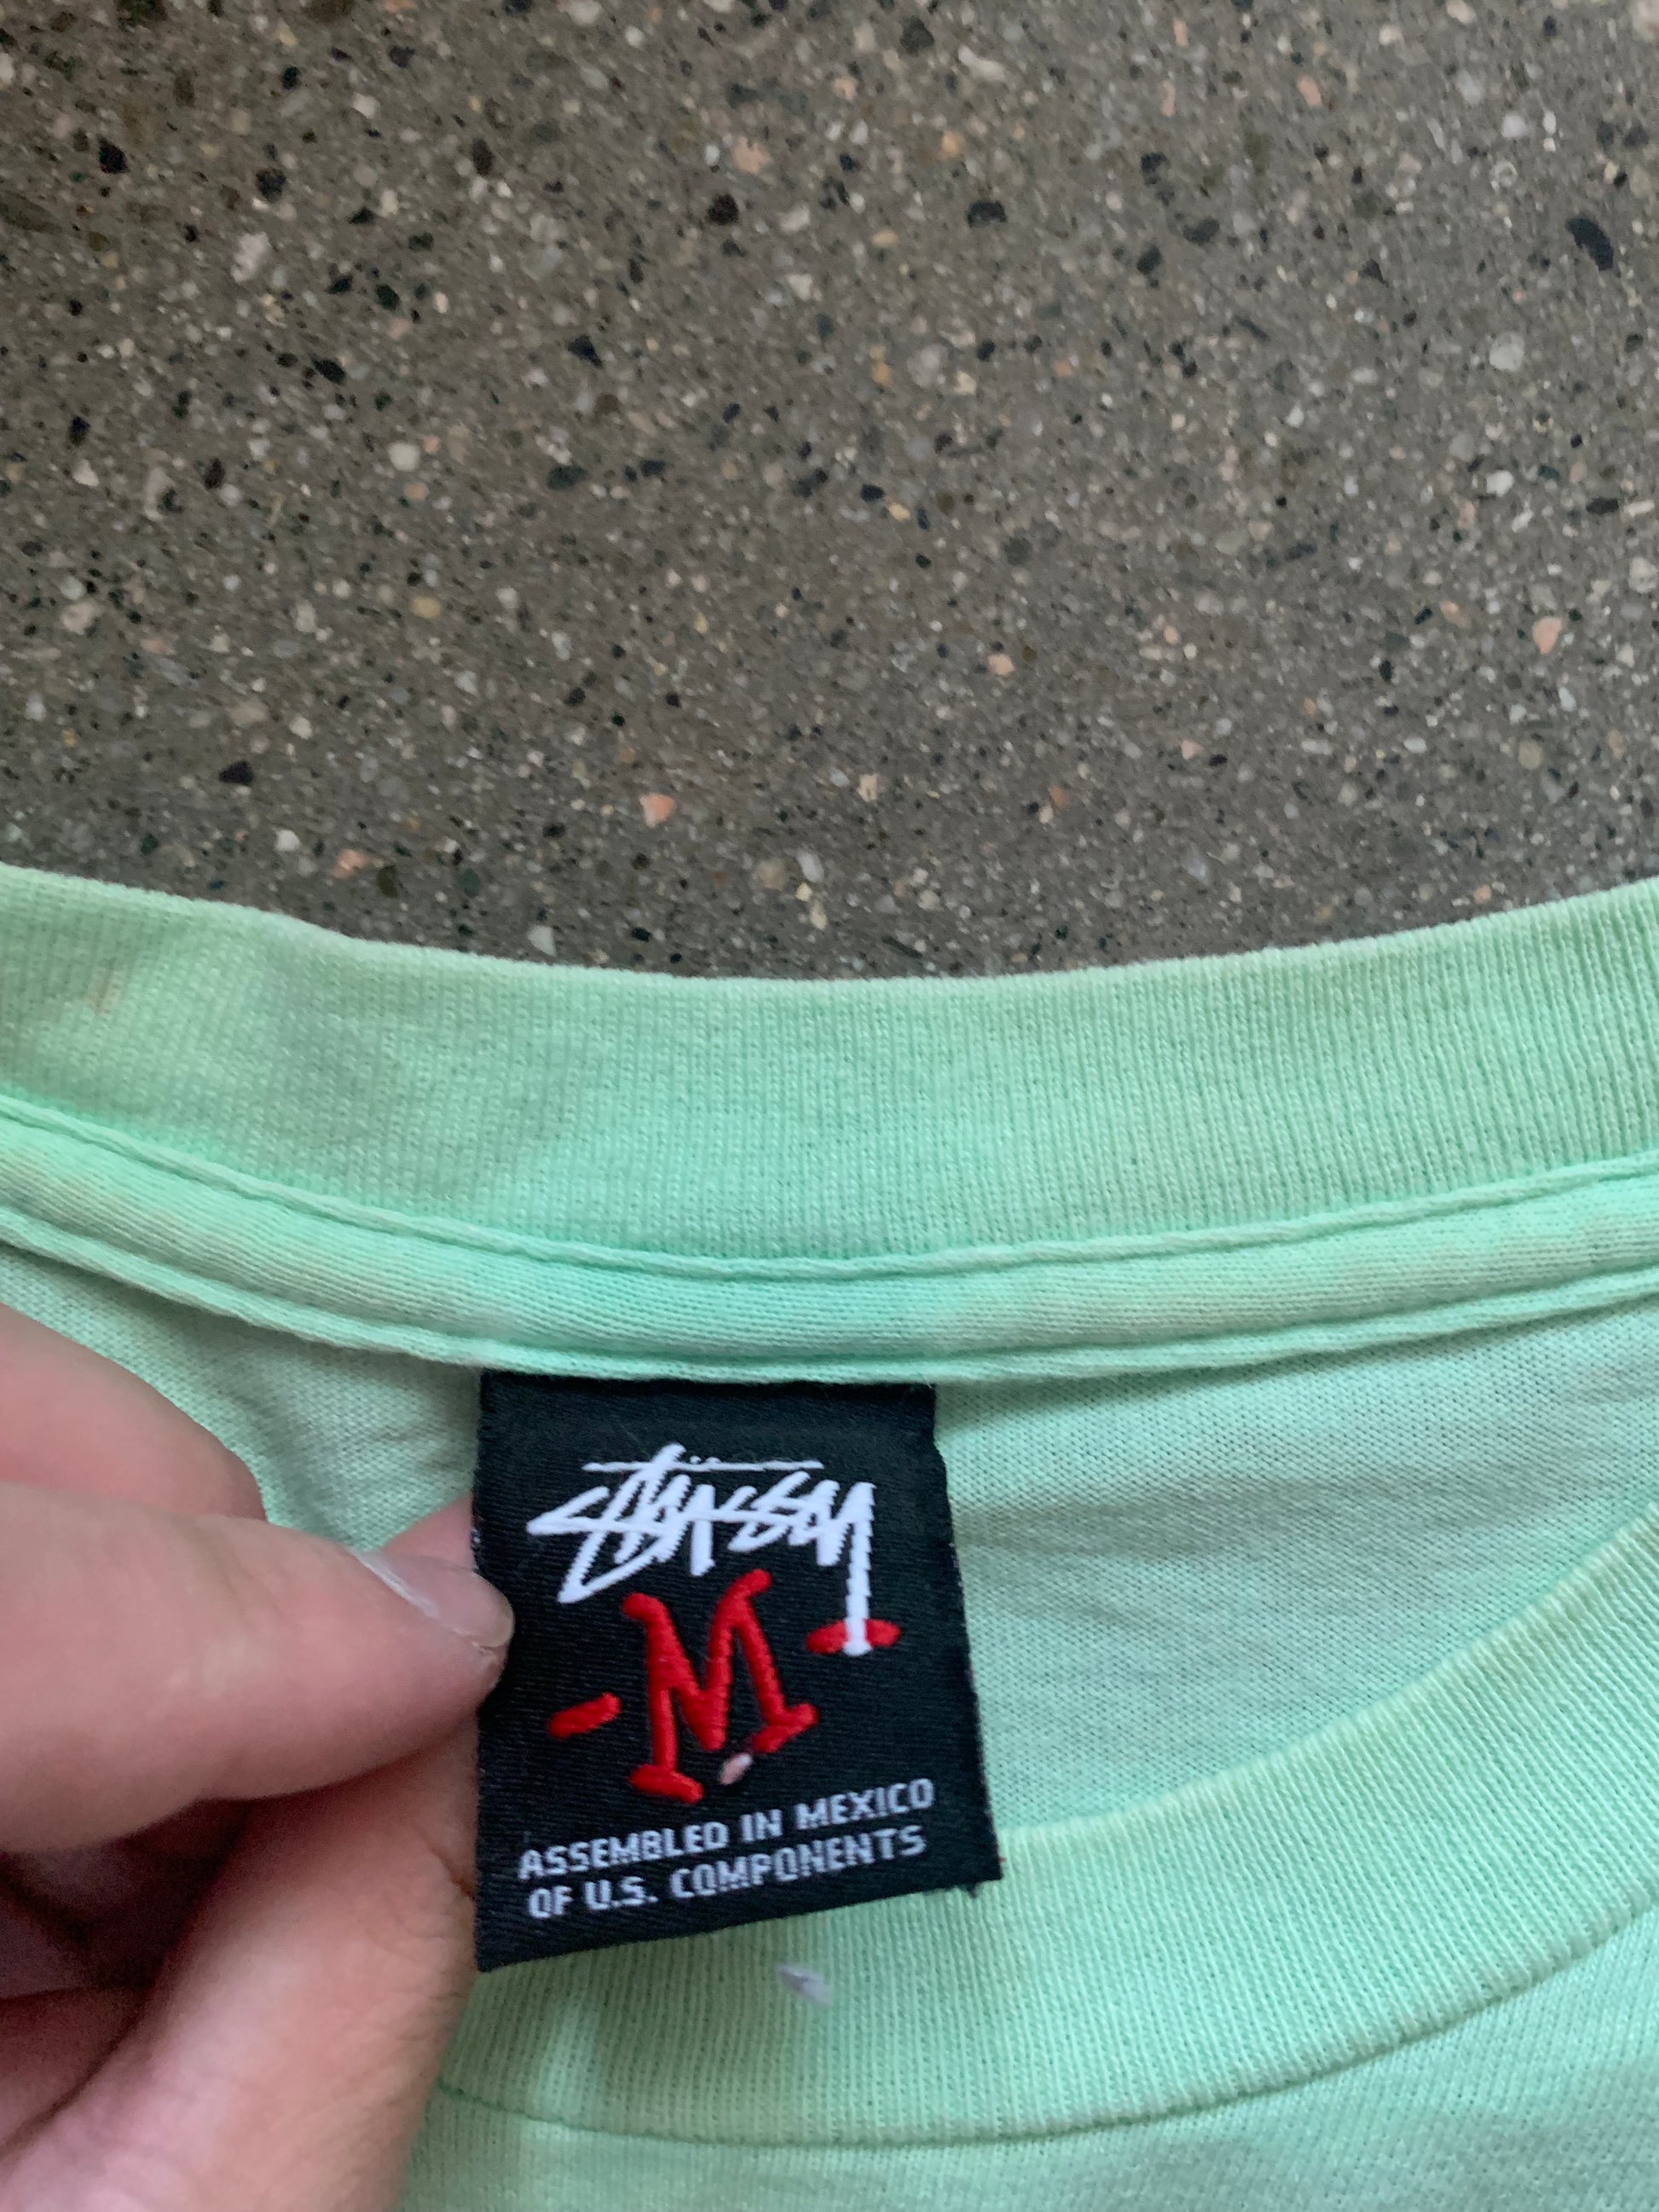 Stüssy
-M-
ASSEMBLED IN MEXICO
OF U.S. COMPONENTS